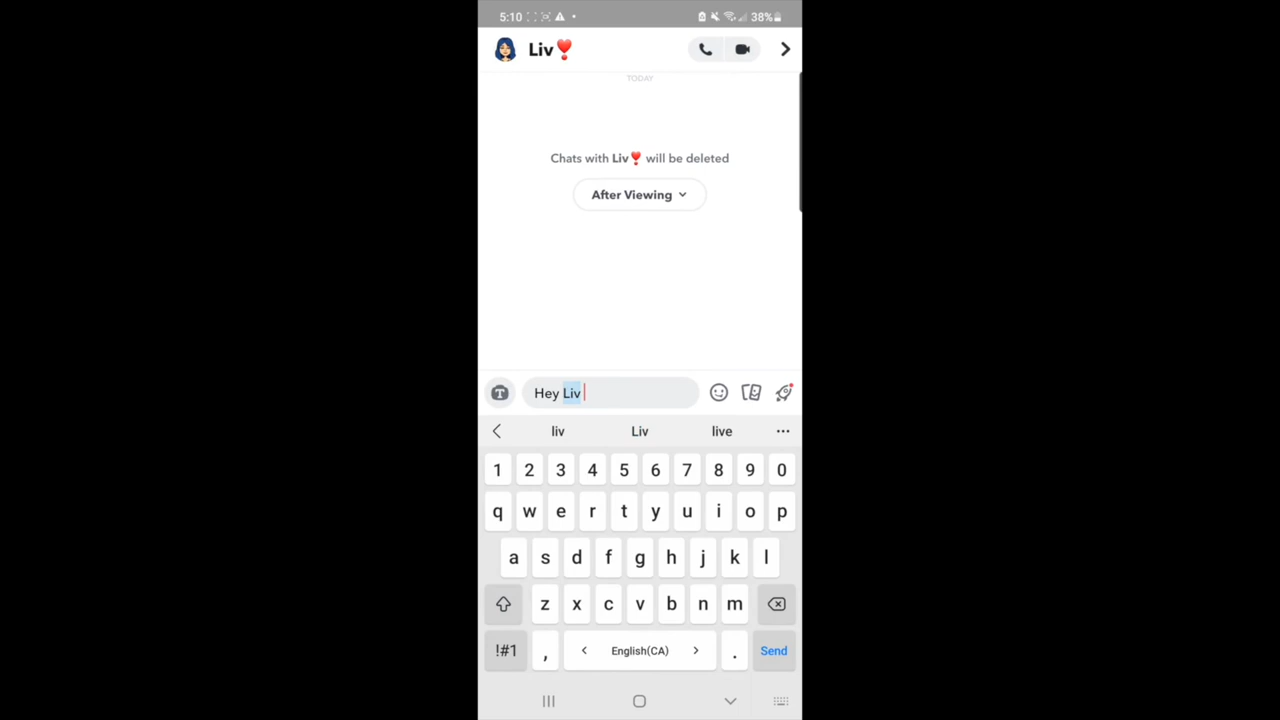 5:10 38%
Liv❣️
TODAY
Chats with Liv❣️ will be deleted
After Viewing
T Hey Liv
liv Liv live ...
1 2 3 4 5 6 7 8 9 0
q w e r t y u i o p
a s d f g h j k l
z x c v b n m
!#1 , < English(CA) > . Send